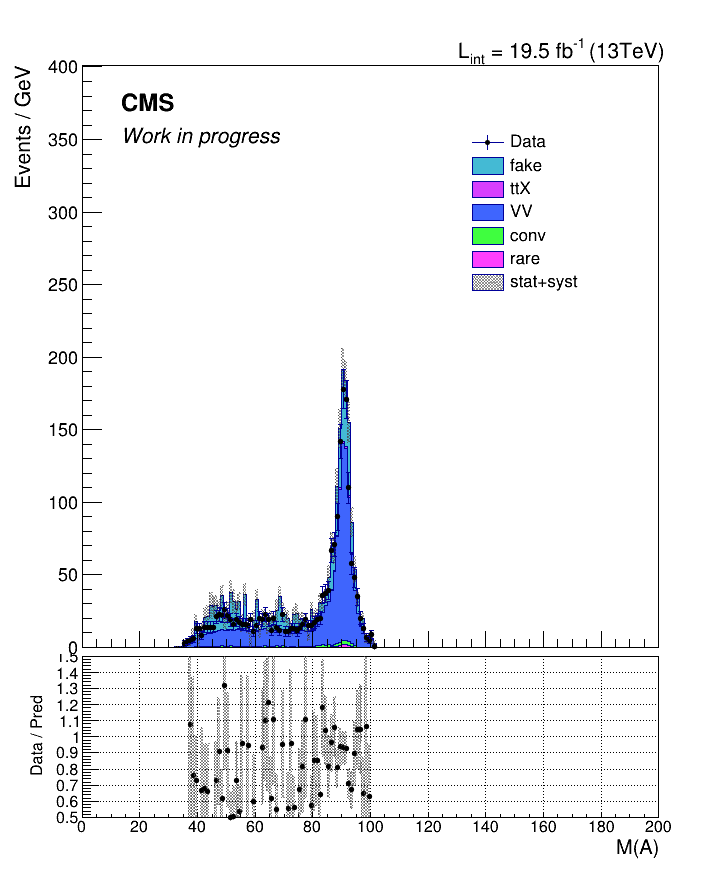 L_int = 19.5 fb^-1 (13TeV)
Events / GeV
400
350
300
250
200
150
100
50
0
CMS
Work in progress
Data
fake
ttX
VV
conv
rare
stat+syst
Data / Pred
1.5
1.4
1.3
1.2
1.1
1
0.9
0.8
0.7
0.6
0.5
0 20 40 60 80 100 120 140 160 180 200
M(A)